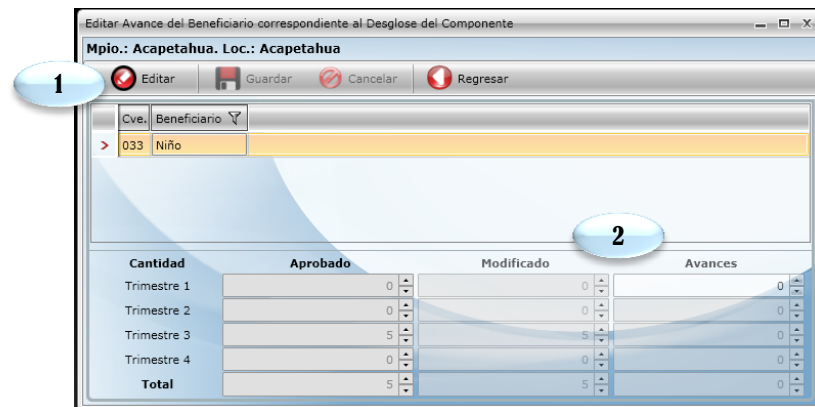 Editar Avance del Beneficiario correspondiente al Desglose del Componente
Mpio.: Acapetahua. Loc.: Acapetahua
1 Editar Guardar Cancelar Regresar
Cve. Beneficiario
> 033 Niño
2
Cantidad Aprobado Modificado Avances
Trimestre 1 0 0 0
Trimestre 2 0 0 0
Trimestre 3 5 5 0
Trimestre 4 0 0 0
Total 5 5 0